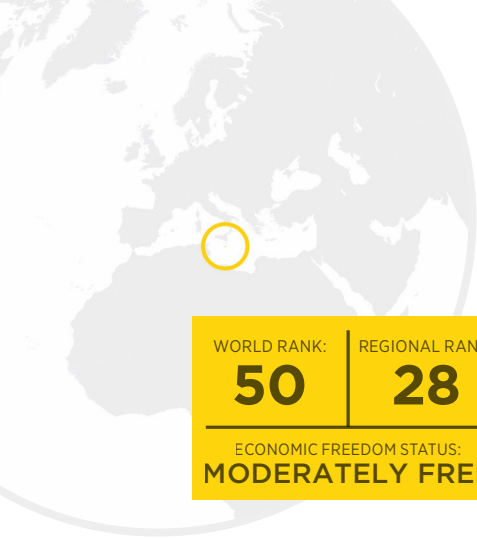 WORLD RANK: REGIONAL RAN
50 28
ECONOMIC FREEDOM STATUS:
MODERATELY FRE